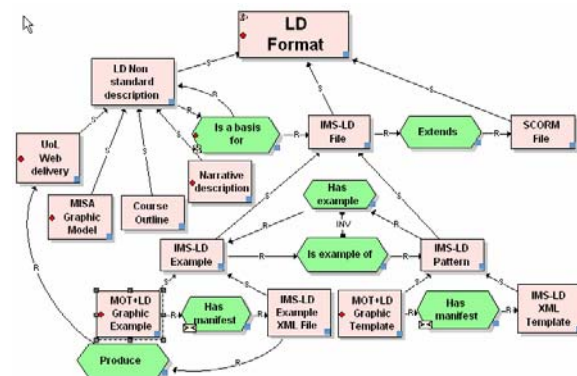 LD
Format
S
S
S
LD Non
standard
description
R
R
Is a basis
for
R
IMS-LD
File
R
Extends
R
SCORM
File
S
S
S
S
UoL
Web
delivery
MISA
Graphic
Model
Course
Outline
Narrative
description
S
S
Has
example
R
R
INV
IMS-LD
Example
R
Is example of
R
IMS-LD
Pattern
R
S
S
S
S
MOT+LD
Graphic
Example
R
Has
manifest
R
IMS-LD
Example
XML File
MOT+LD
Graphic
Template
R
Has
manifest
R
IMS-LD
XML
Template
Produce
R